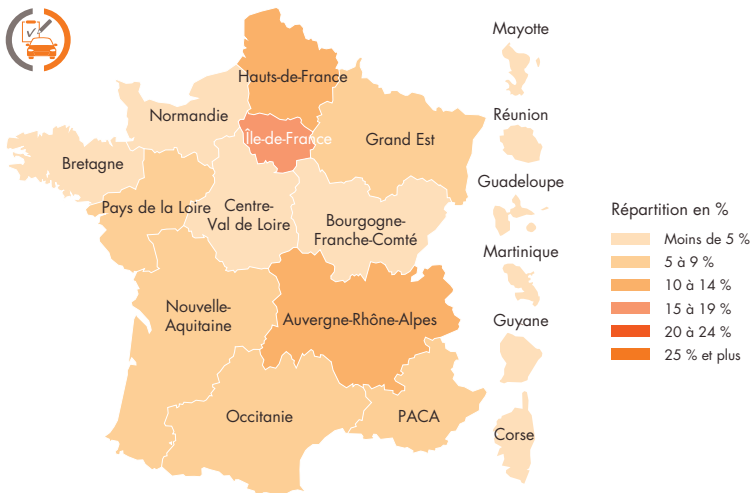 Mayotte
Hauts-de-France
Normandie
Réunion
Île-de-France
Grand Est
Bretagne
Guadeloupe
Pays de la Loire
Centre-
Val de Loire
Bourgogne-
Franche-Comté
Martinique
Nouvelle-
Aquitaine
Auvergne-Rhône-Alpes
Guyane
Occitanie
PACA
Corse
Répartition en %
Moins de 5 %
5 à 9 %
10 à 14 %
15 à 19 %
20 à 24 %
25 % et plus